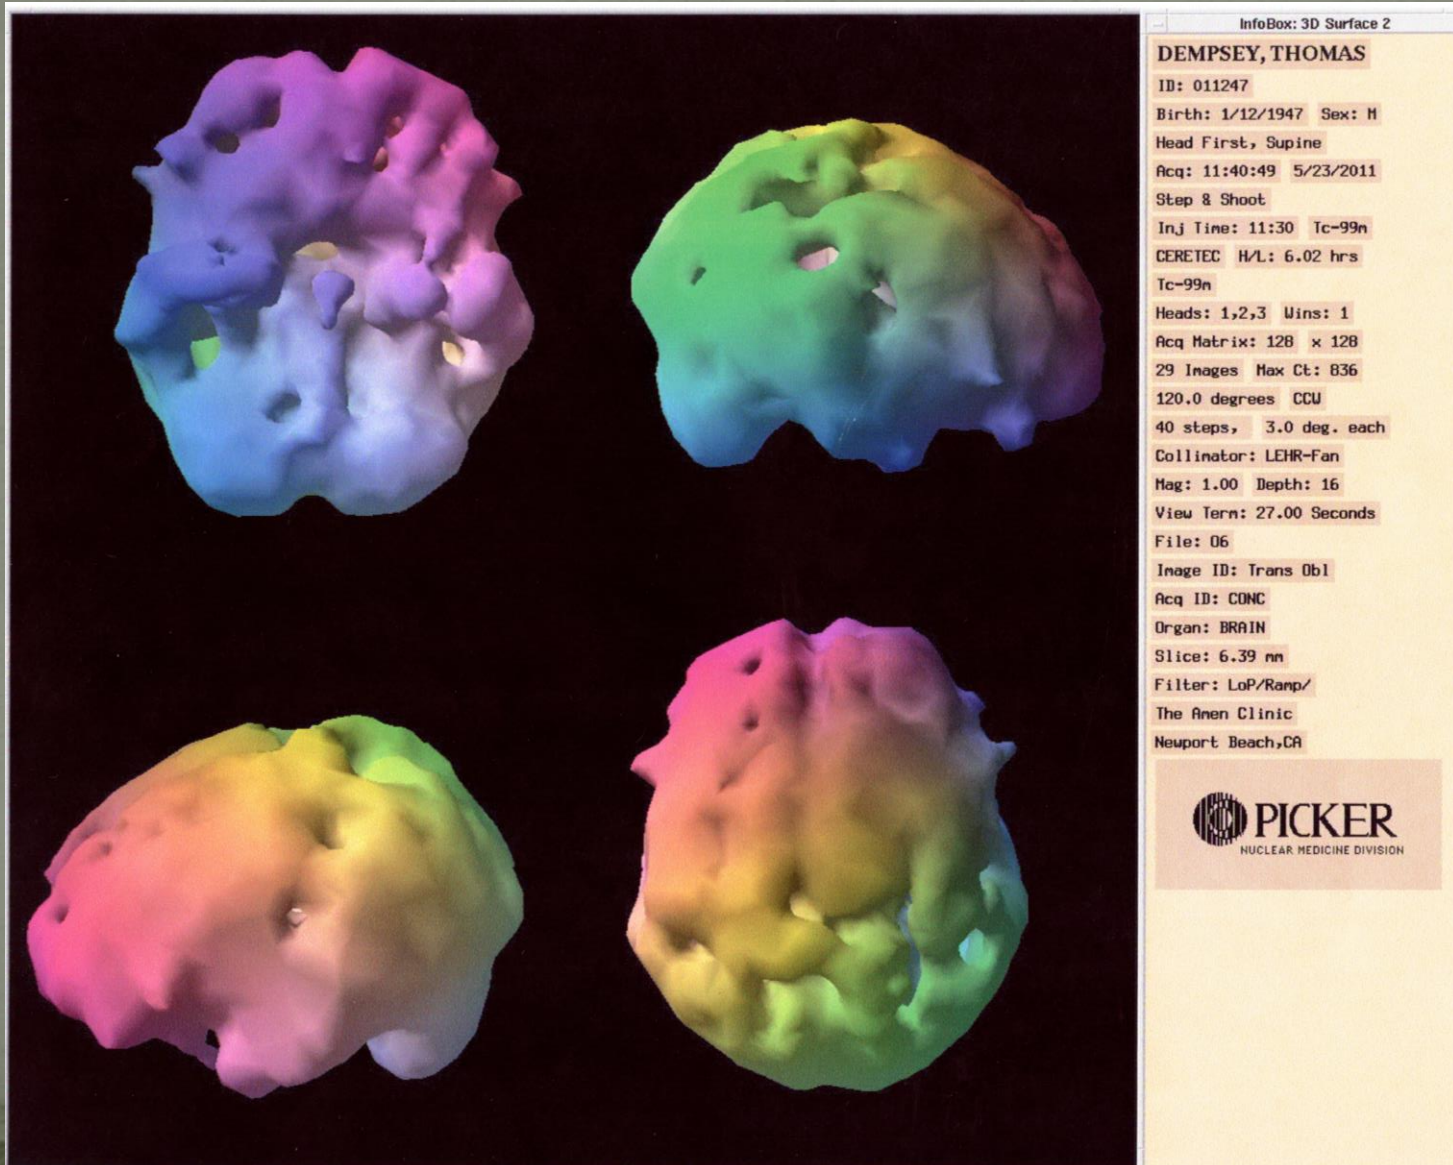 InfoBox: 3D Surface 2
DEMPSEY, THOMAS
ID: 011247
Birth: 1/12/1947 Sex: M
Head First, Supine
Acq: 11:40:49 5/23/2011
Step & Shoot
Inj Time: 11:30 Tc-99m
CERETEC H/L: 6.02 hrs
Tc-99m
Heads: 1,2,3 Wins: 1
Acq Matrix: 128 x 128
29 Images Max Ct: 836
120.0 degrees CCW
40 steps, 3.0 deg. each
Collimator: LEHR-Fan
Mag: 1.00 Depth: 16
View Term: 27.00 Seconds
File: 06
Image ID: Trans Obl
Acq ID: CONC
Organ: BRAIN
Slice: 6.39 mm
Filter: LoP/Ramp/
The Amen Clinic
Newport Beach,CA
PICKER
NUCLEAR MEDICINE DIVISION